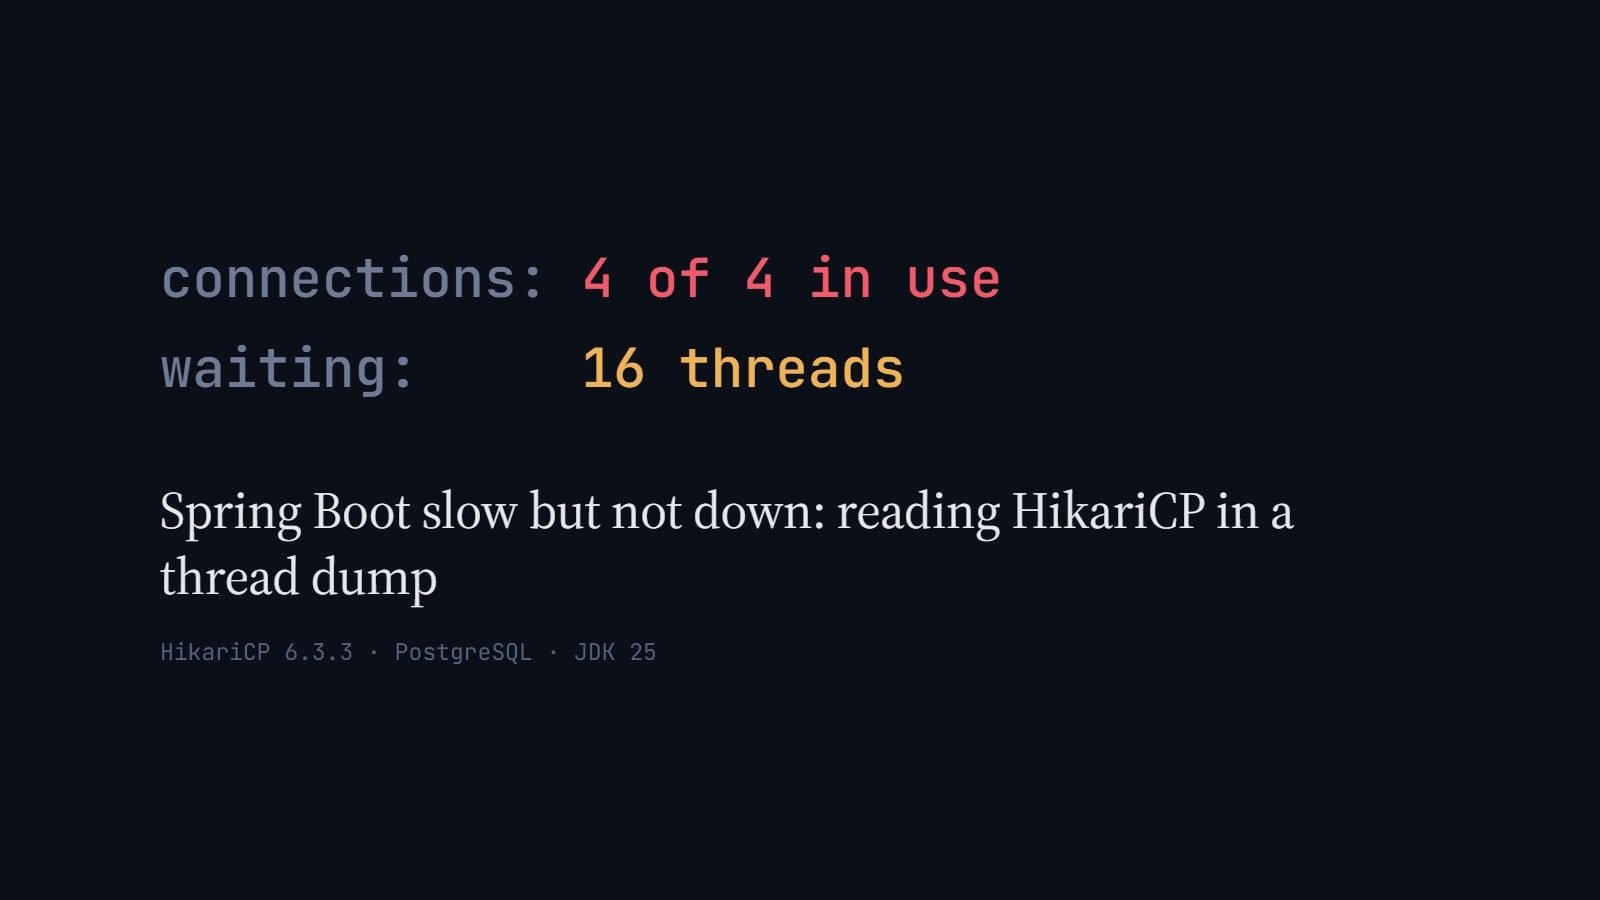 connections: 4 of 4 in use
waiting: 16 threads
Spring Boot slow but not down: reading HikariCP in a
thread dump
HikariCP 6.3.3 · PostgreSQL · JDK 25